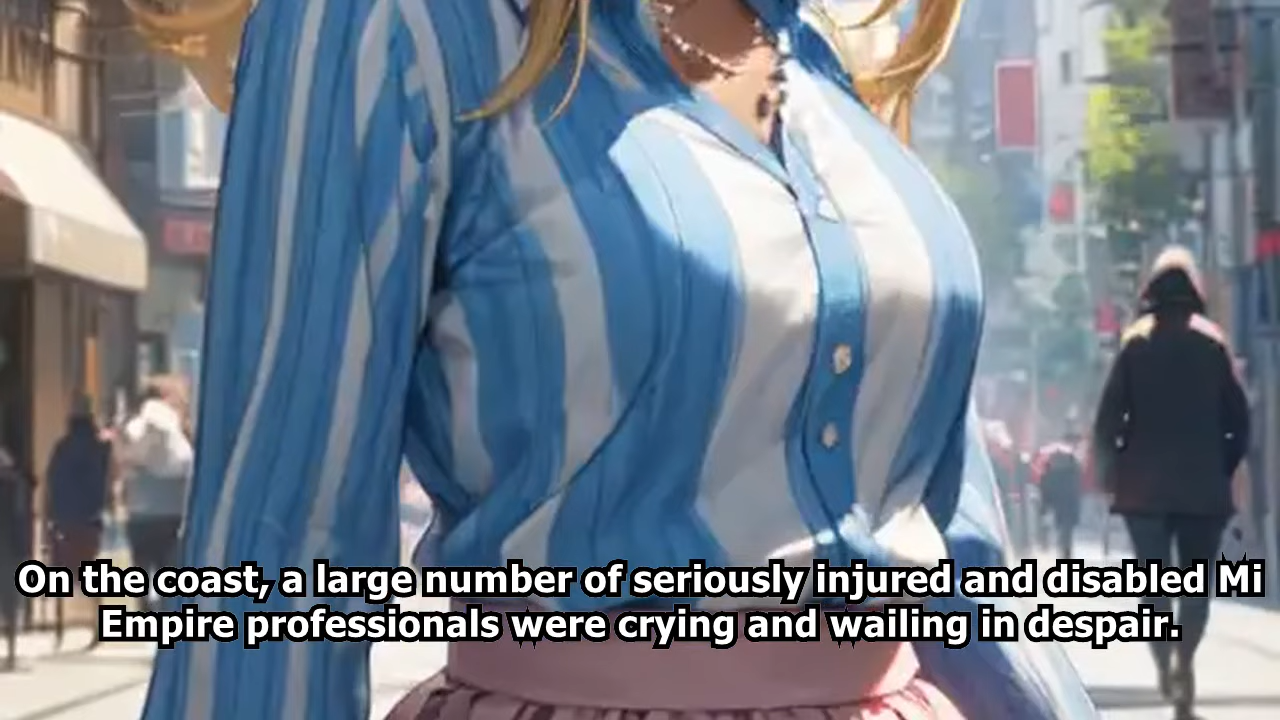 On the coast, a large number of seriously injured and disabled Mi
Empire professionals were crying and wailing in despair.